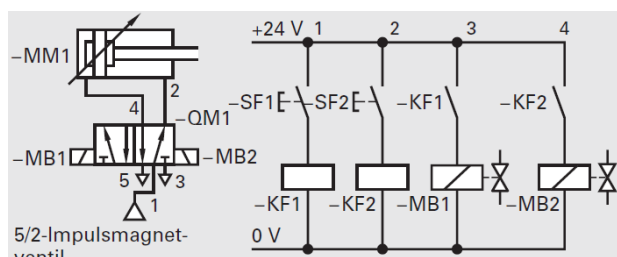 +24 V 1 2 3 4
–MM1
2
4
–QM1
–SF1 –SF2 –KF1 –KF2
–MB1 –MB2
5 3
1
–KF1 –KF2 –MB1 –MB2
0 V
5/2-Impulsmagnet-
ventil